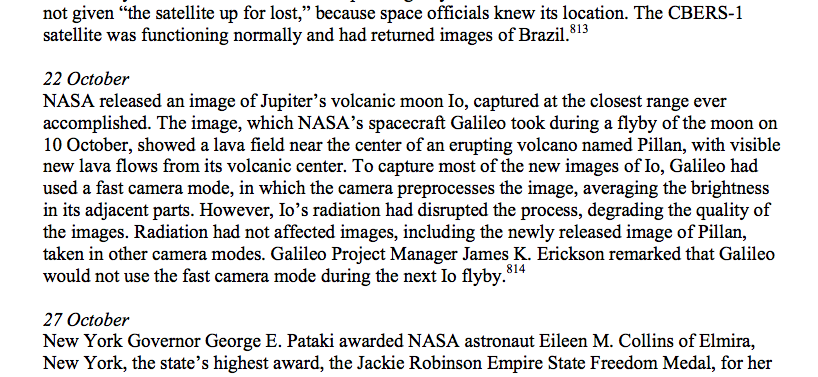 not given “the satellite up for lost,” because space officials knew its location. The CBERS-1
satellite was functioning normally and had returned images of Brazil.813
22 October
NASA released an image of Jupiter’s volcanic moon Io, captured at the closest range ever
accomplished. The image, which NASA’s spacecraft Galileo took during a flyby of the moon on
10 October, showed a lava field near the center of an erupting volcano named Pillan, with visible
new lava flows from its volcanic center. To capture most of the new images of Io, Galileo had
used a fast camera mode, in which the camera preprocesses the image, averaging the brightness
in its adjacent parts. However, Io’s radiation had disrupted the process, degrading the quality of
the images. Radiation had not affected images, including the newly released image of Pillan,
taken in other camera modes. Galileo Project Manager James K. Erickson remarked that Galileo
would not use the fast camera mode during the next Io flyby.814
27 October
New York Governor George E. Pataki awarded NASA astronaut Eileen M. Collins of Elmira,
New York, the state’s highest award, the Jackie Robinson Empire State Freedom Medal, for her